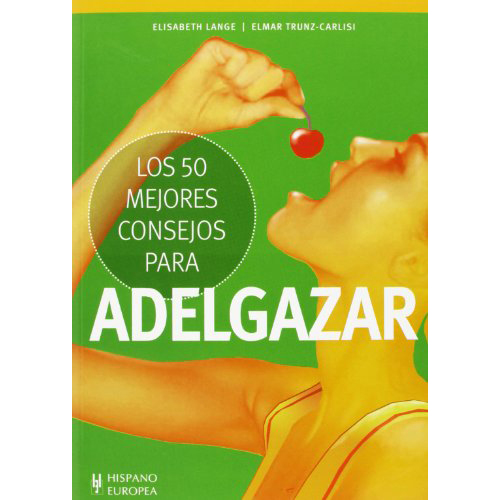 ELISABETH LANGE | ELMAR TRUNZ-CARLISI
LOS 50
MEJORES
CONSEJOS
PARA
ADELGAZAR
HISPANO
EUROPEA